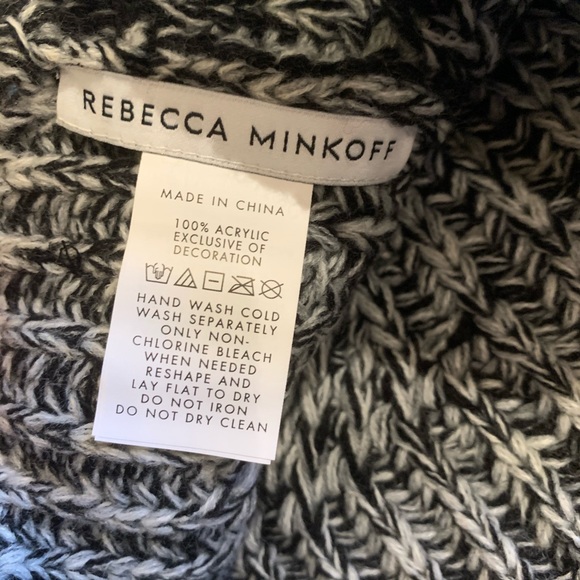 REBECCA MINKOFF
MADE IN CHINA
100% ACRYLIC
EXCLUSIVE OF
DECORATION
HAND WASH COLD
WASH SEPARATELY
ONLY NON-
CHLORINE BLEACH
WHEN NEEDED
RESHAPE AND
LAY FLAT TO DRY
DO NOT IRON
DO NOT DRY CLEAN